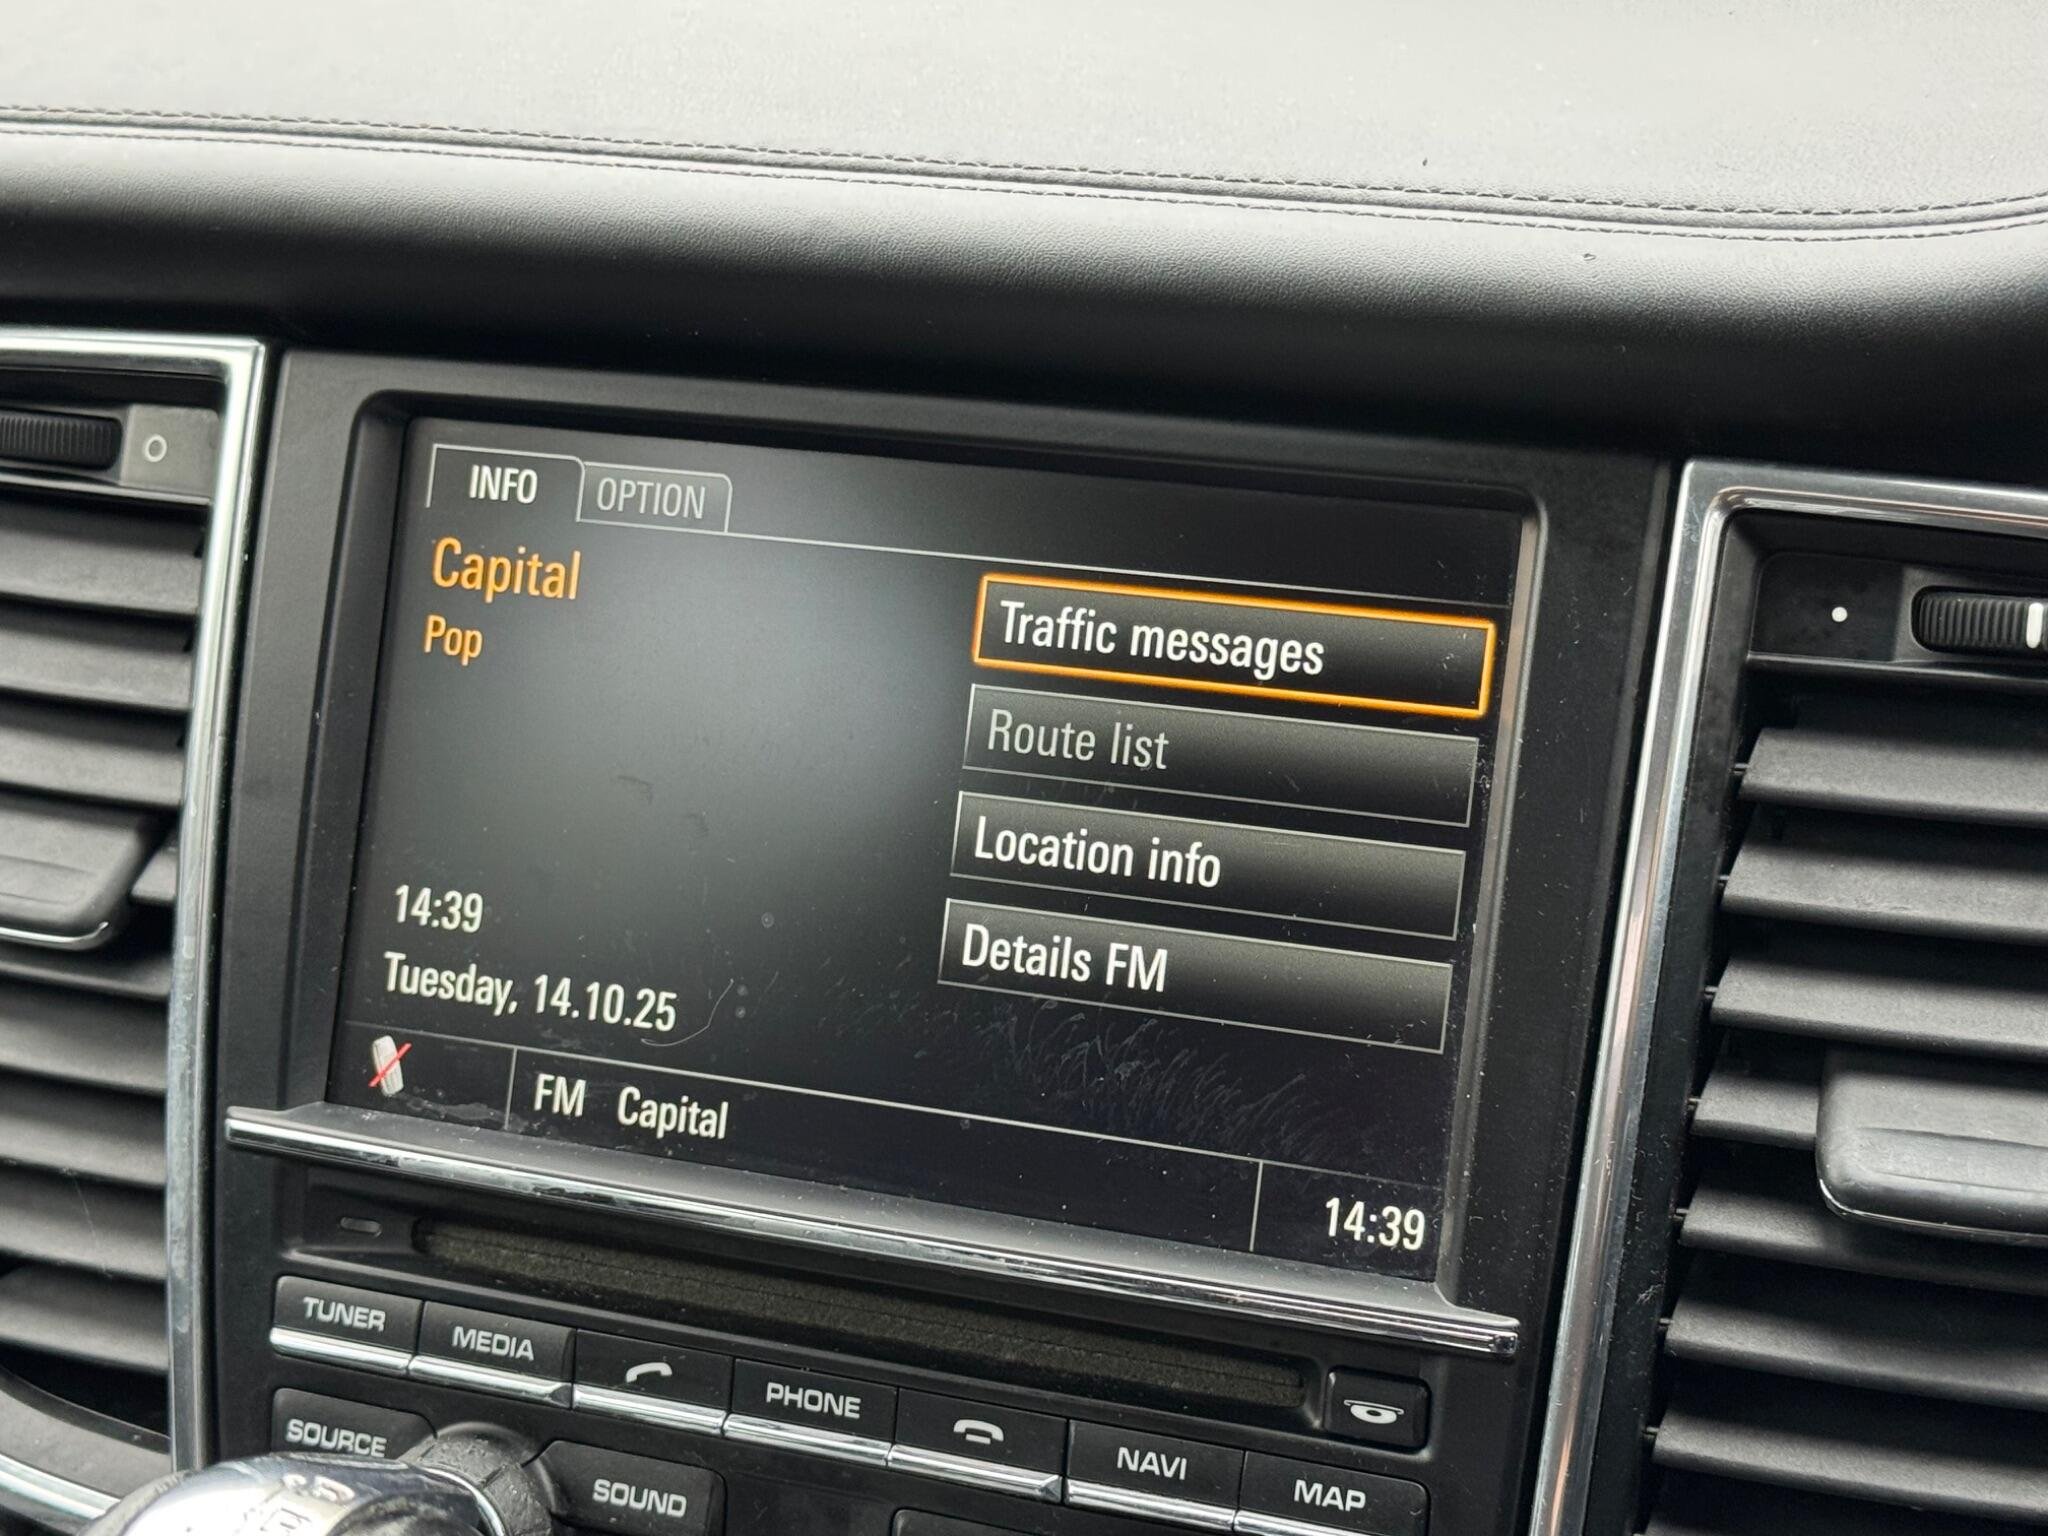 INFO OPTION
Capital
Pop
Traffic messages
Route list
Location info
Details FM
14:39
Tuesday, 14.10.25
FM Capital
14:39
TUNER MEDIA PHONE NAVI MAP
SOURCE SOUND